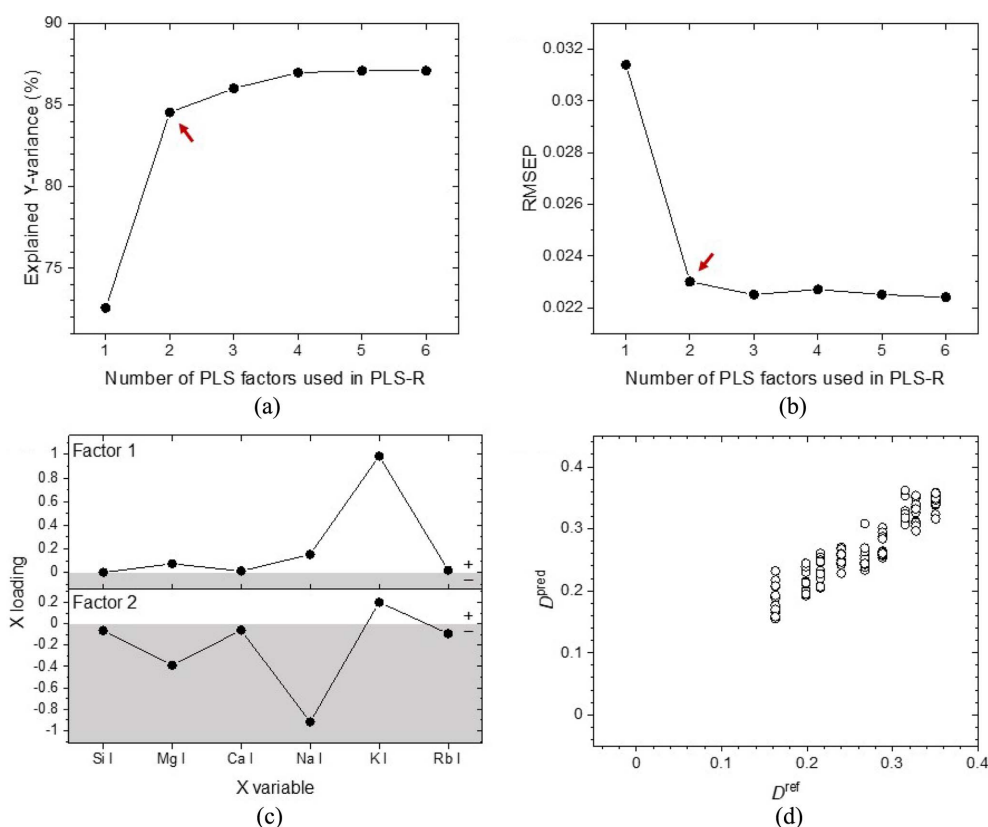 90
85
80
75
Explained Y-variance (%)
1 2 3 4 5 6
Number of PLS factors used in PLS-R
(a)
0.032
0.03
0.028
0.026
0.024
0.022
RMSEP
1 2 3 4 5 6
Number of PLS factors used in PLS-R
(b)
Factor 1
1
0.8
0.6
0.4
0.2
0
+
−
Factor 2
0.2
0
-0.2
-0.4
-0.6
-0.8
-1
+
−
X loading
Si I Mg I Ca I Na I K I Rb I
X variable
(c)
0.4
0.3
0.2
0.1
0
Dpred
0 0.1 0.2 0.3 0.4
Dref
(d)